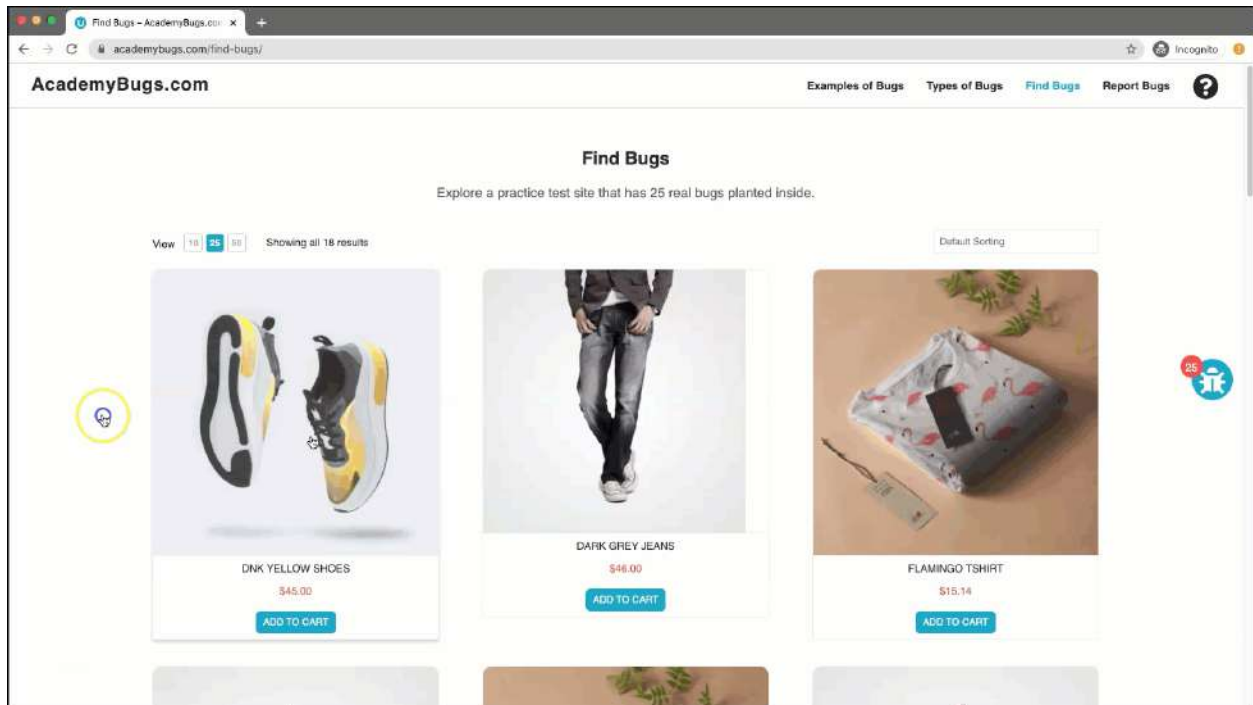 Find Bugs – AcademyBugs.com
academybugs.com/find-bugs/
Incognito
AcademyBugs.com
Examples of Bugs Types of Bugs Find Bugs Report Bugs
Find Bugs
Explore a practice test site that has 25 real bugs planted inside.
View 10 25 50 Showing all 18 results
Default Sorting
25
DNK YELLOW SHOES
$45.00
ADD TO CART
DARK GREY JEANS
$46.00
ADD TO CART
FLAMINGO TSHIRT
$15.14
ADD TO CART